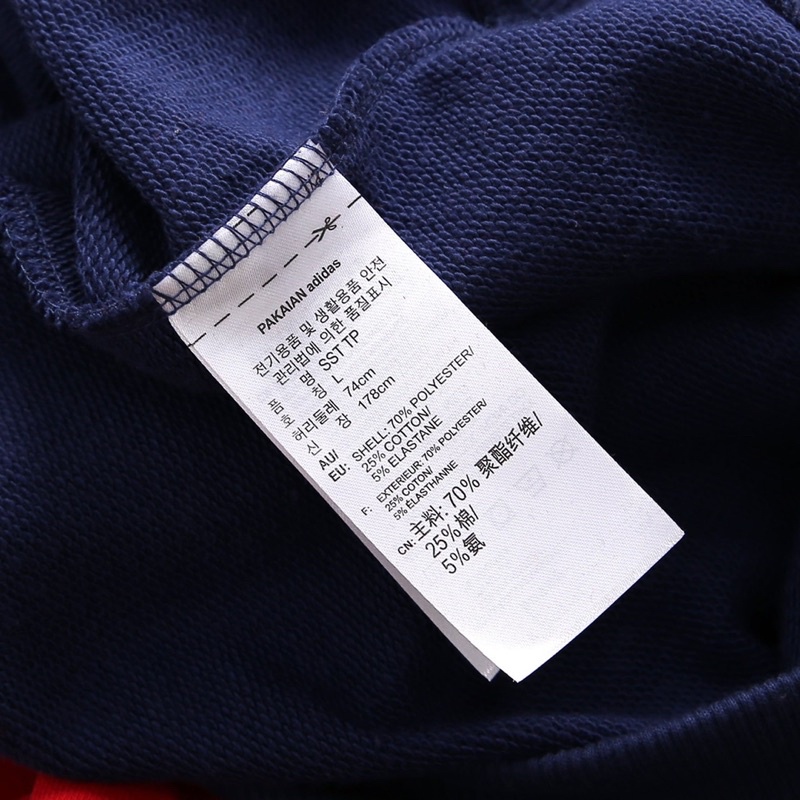 PAKAIAN adidas
전기용품 및 생활용품 안전
관리법에 의한 품질표시
품 명 SST TP
호 칭 L
허리둘레 74cm
신 장 178cm
AU/
EU: SHELL: 70% POLYESTER/
25% COTTON/
5% ELASTANE
F: EXTERIEUR: 70% POLYESTER/
25% COTON/
5% ÉLASTHANNE
CN: 主料: 70% 聚酯纤维/
25%棉/
5%氨